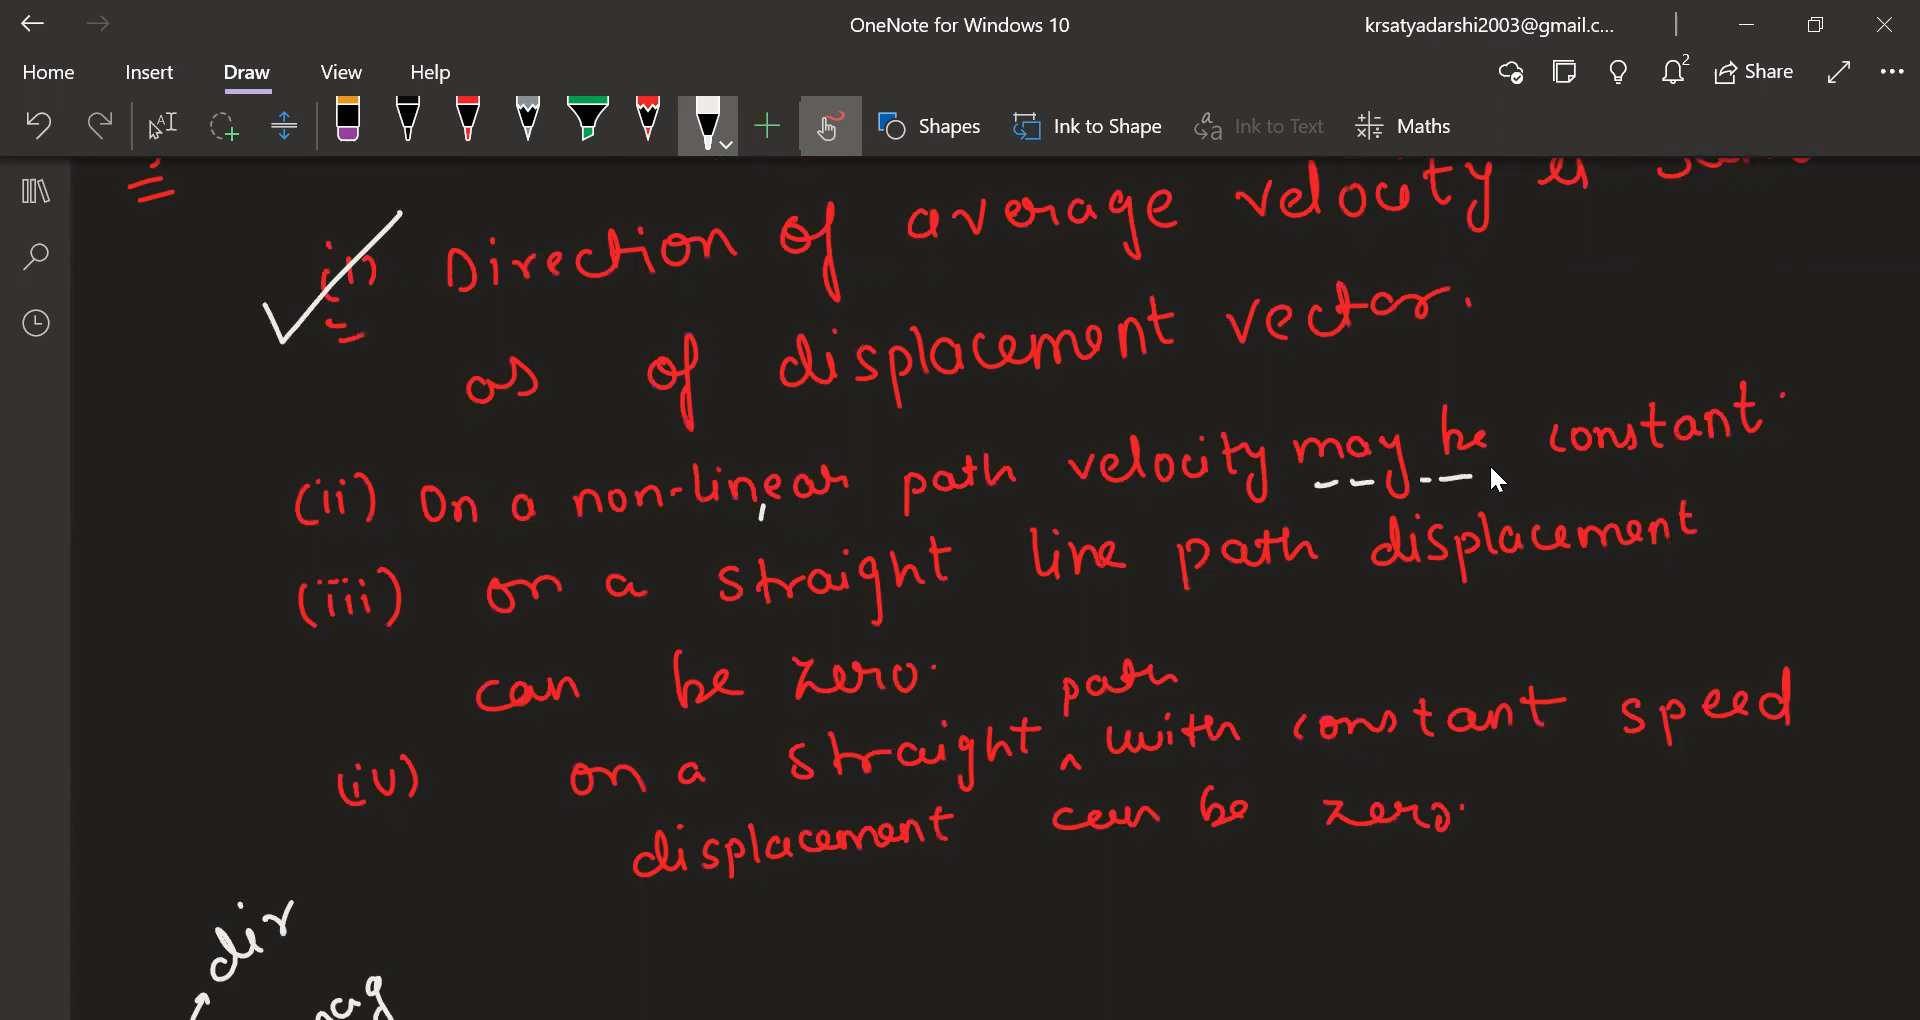 OneNote for Windows 10
krsatyadarshi2003@gmail.c...
Home Insert Draw View Help
2 Share
Shapes Ink to Shape Ink to Text Maths
(i) Direction of average velocity is
as of displacement vector.
(ii) On a non-linear path velocity may be constant.
(iii) on a straight line path displacement
can be zero.
path
(iv) on a straight ^ with constant speed
displacement can be zero.
dir
mag